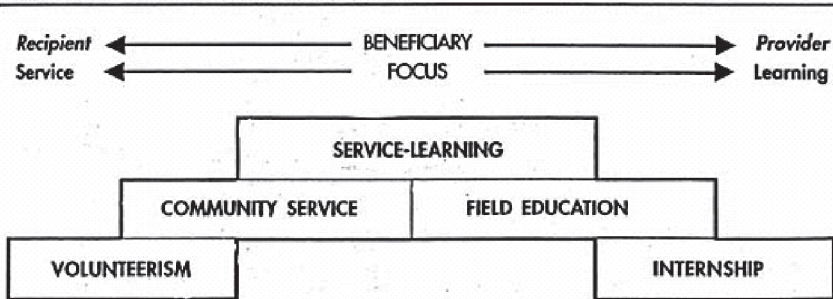 Recipient BENEFICIARY Provider
Service FOCUS Learning
SERVICE-LEARNING
COMMUNITY SERVICE FIELD EDUCATION
VOLUNTEERISM INTERNSHIP